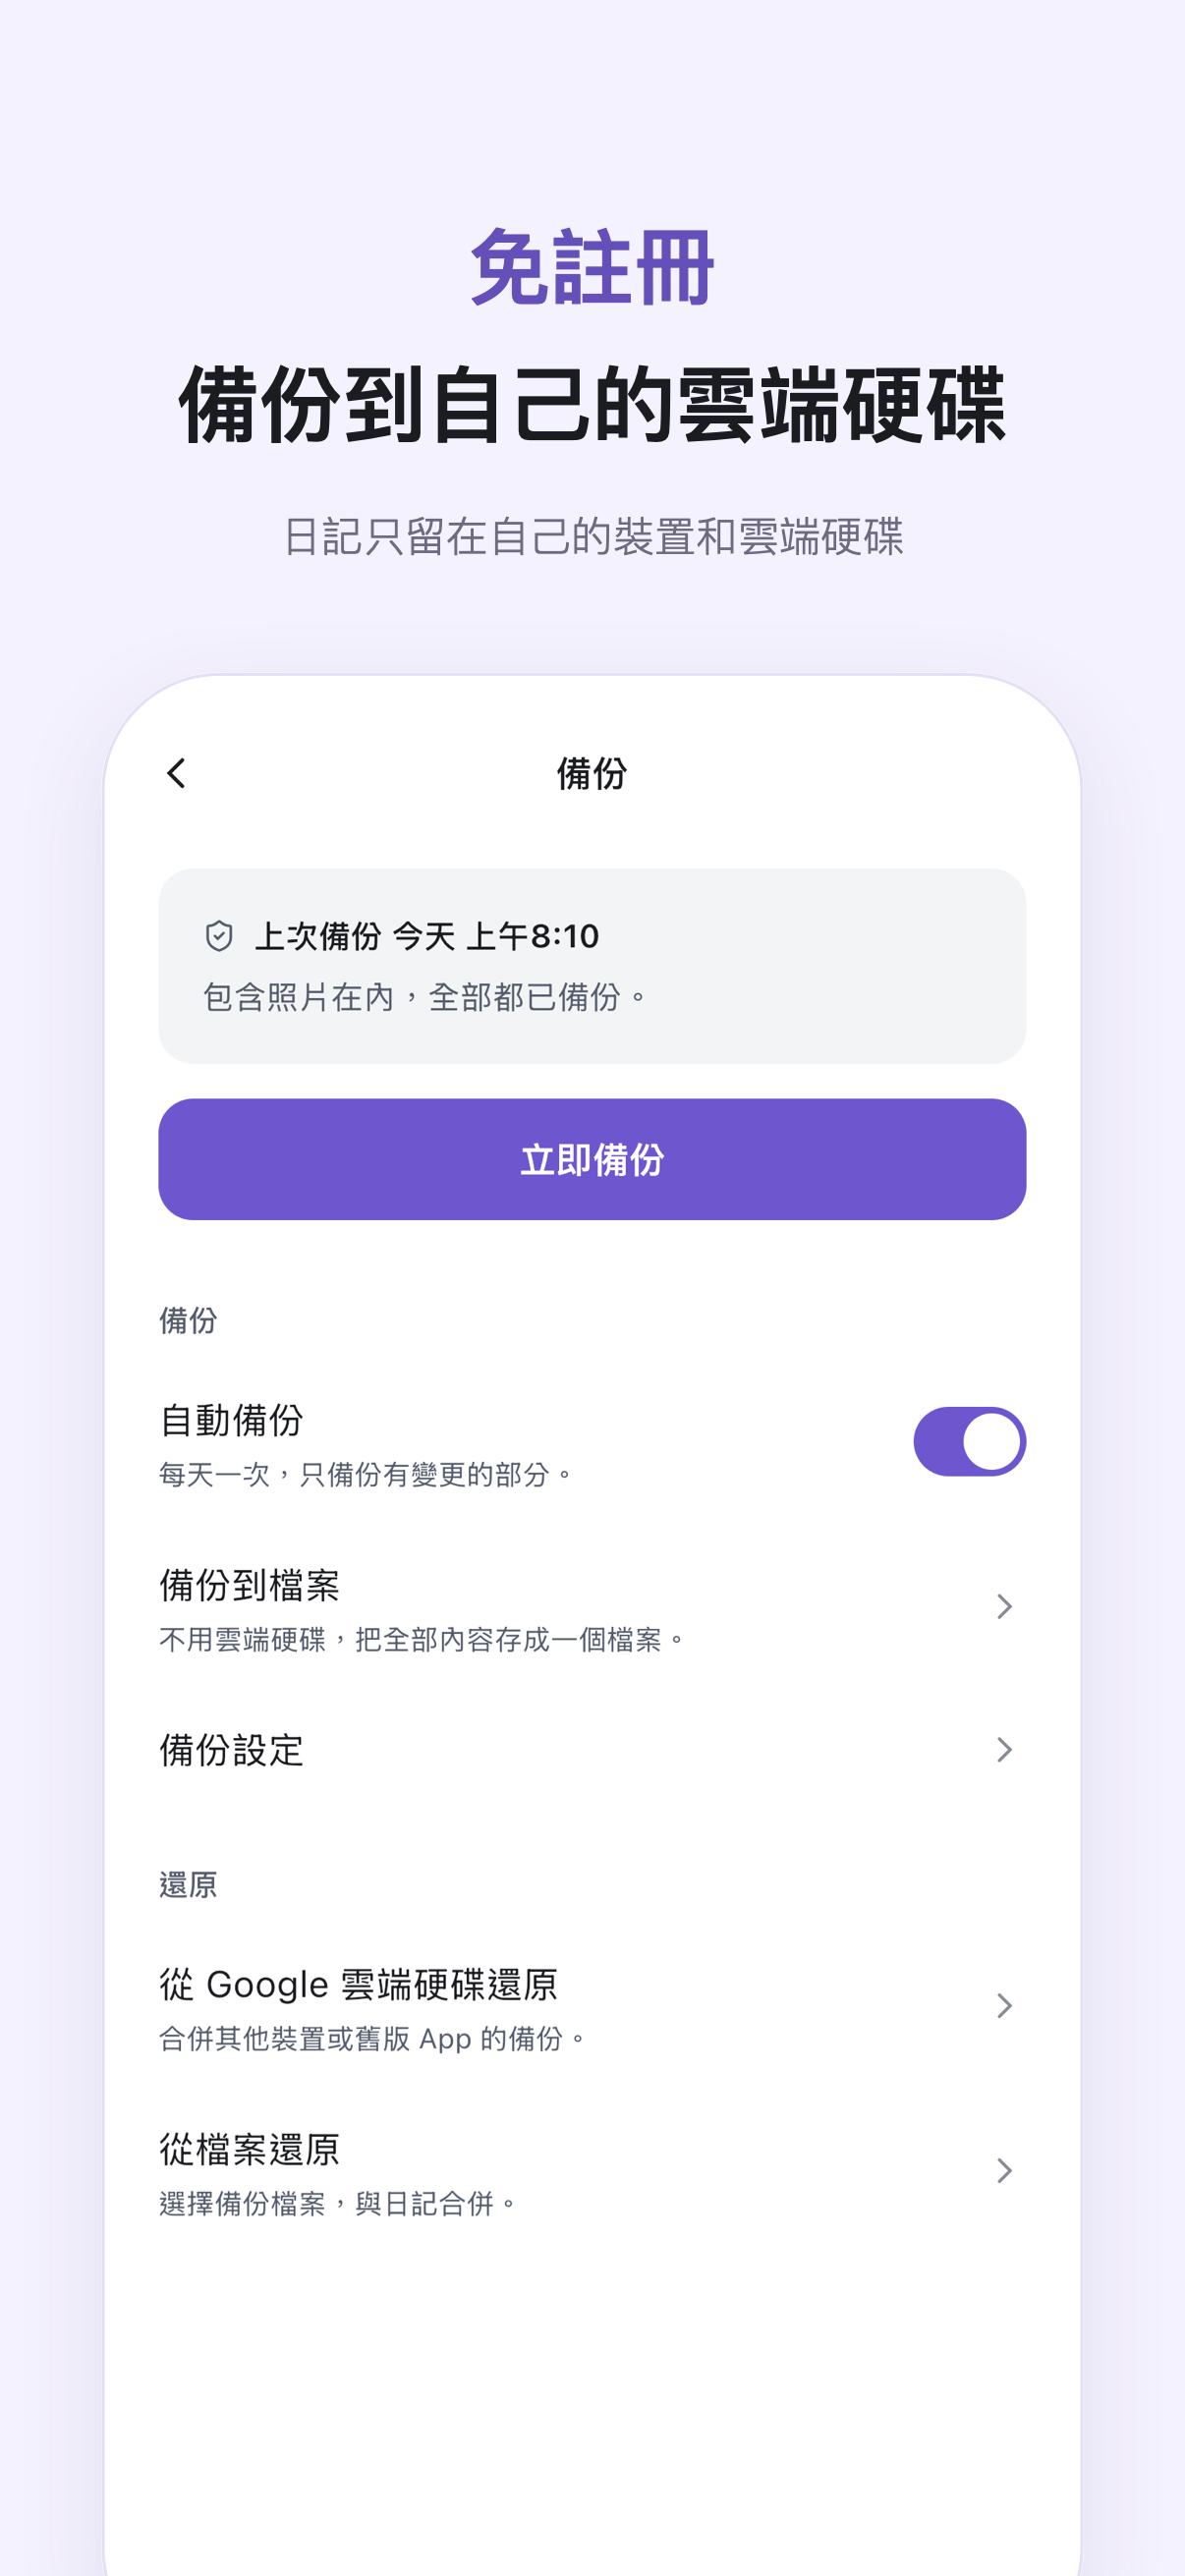 免註冊
備份到自己的雲端硬碟
日記只留在自己的裝置和雲端硬碟
備份
上次備份 今天 上午8:10
包含照片在內，全部都已備份。
立即備份
備份
自動備份
每天一次，只備份有變更的部分。
備份到檔案
不用雲端硬碟，把全部內容存成一個檔案。
備份設定
還原
從 Google 雲端硬碟還原
合併其他裝置或舊版 App 的備份。
從檔案還原
選擇備份檔案，與日記合併。